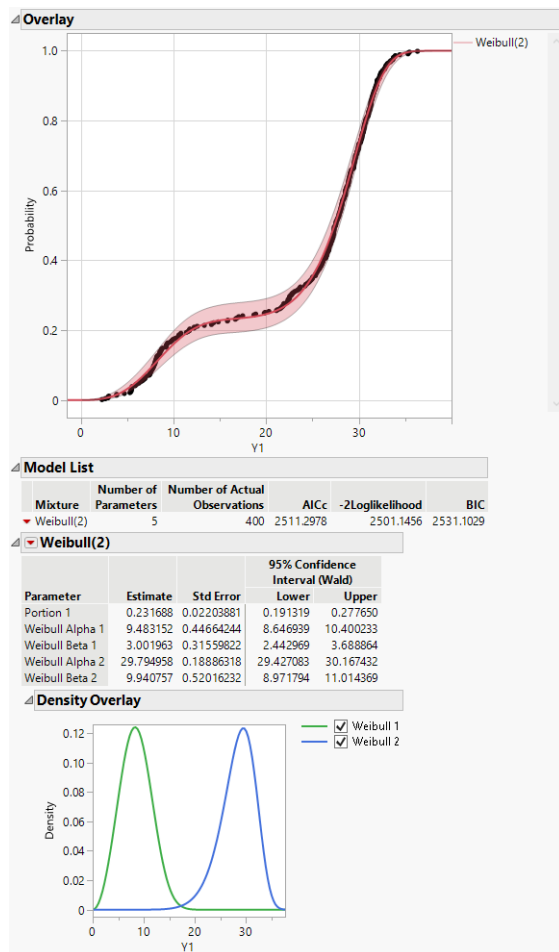 Overlay
Weibull(2)
1.0
0.8
0.6
0.4
0.2
0
Probability
0 10 20 30
Y1
Model List
Number of Number of Actual
Mixture Parameters Observations AICc -2Loglikelihood BIC
Weibull(2) 5 400 2511.2978 2501.1456 2531.1029
Weibull(2)
95% Confidence
Interval (Wald)
Parameter Estimate Std Error Lower Upper
Portion 1 0.231688 0.02203881 0.191319 0.277650
Weibull Alpha 1 9.483152 0.44664244 8.646939 10.400233
Weibull Beta 1 3.001963 0.31559822 2.442969 3.688864
Weibull Alpha 2 29.794958 0.18886318 29.427083 30.167432
Weibull Beta 2 9.940757 0.52016232 8.971794 11.014369
Density Overlay
Weibull 1
Weibull 2
0.12
0.10
0.08
0.06
0.04
0.02
0
Density
0 10 20 30
Y1